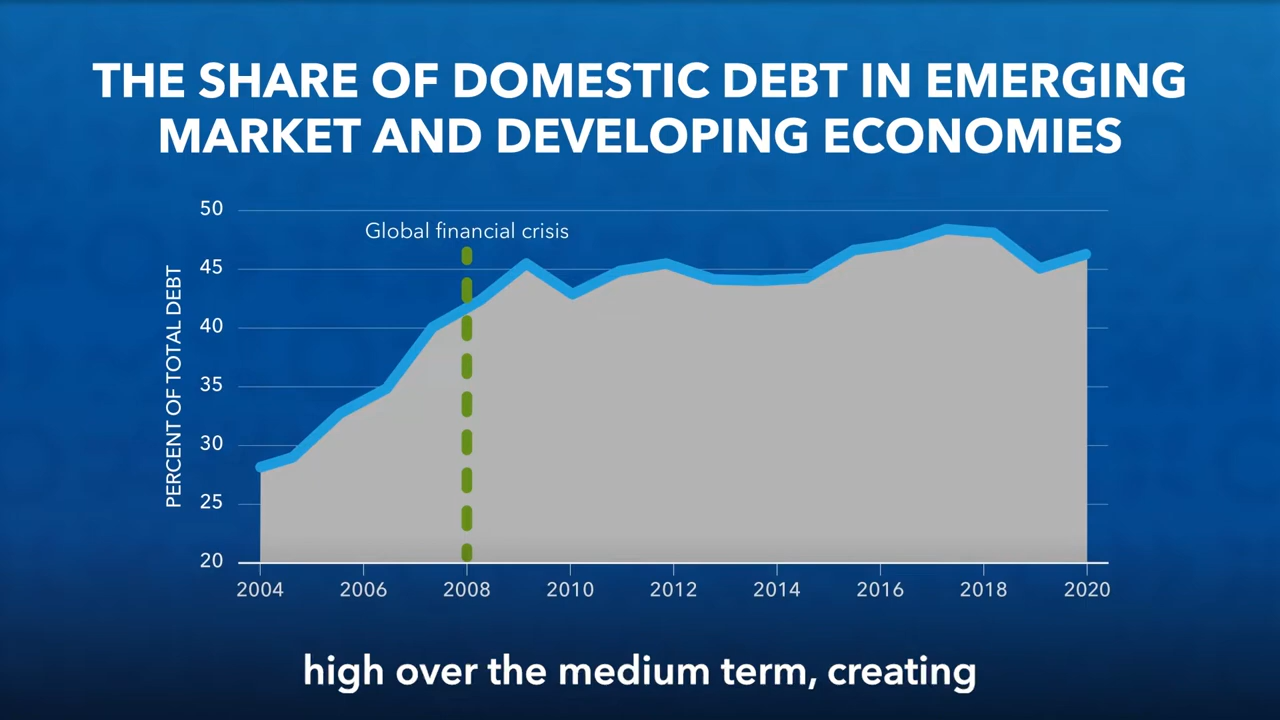 THE SHARE OF DOMESTIC DEBT IN EMERGING
MARKET AND DEVELOPING ECONOMIES
PERCENT OF TOTAL DEBT
50
45
40
35
30
25
20
Global financial crisis
2004 2006 2008 2010 2012 2014 2016 2018 2020
high over the medium term, creating